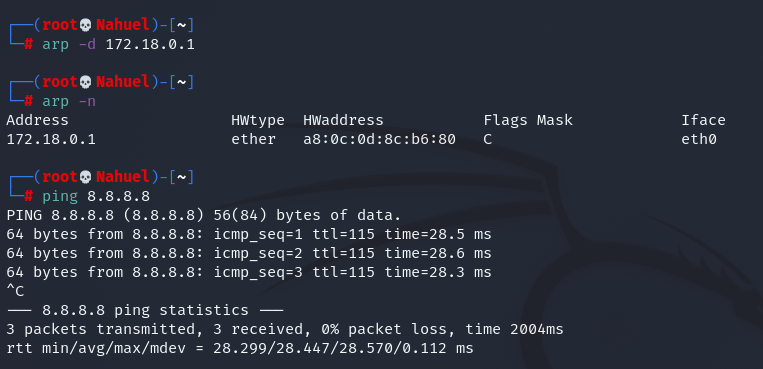 ┌──(root💀Nahuel)-[~]
└─# arp -d 172.18.0.1
┌──(root💀Nahuel)-[~]
└─# arp -n
Address HWtype HWaddress Flags Mask Iface
172.18.0.1 ether a8:0c:0d:8c:b6:80 C eth0
┌──(root💀Nahuel)-[~]
└─# ping 8.8.8.8
PING 8.8.8.8 (8.8.8.8) 56(84) bytes of data.
64 bytes from 8.8.8.8: icmp_seq=1 ttl=115 time=28.5 ms
64 bytes from 8.8.8.8: icmp_seq=2 ttl=115 time=28.6 ms
64 bytes from 8.8.8.8: icmp_seq=3 ttl=115 time=28.3 ms
^C
--- 8.8.8.8 ping statistics ---
3 packets transmitted, 3 received, 0% packet loss, time 2004ms
rtt min/avg/max/mdev = 28.299/28.447/28.570/0.112 ms